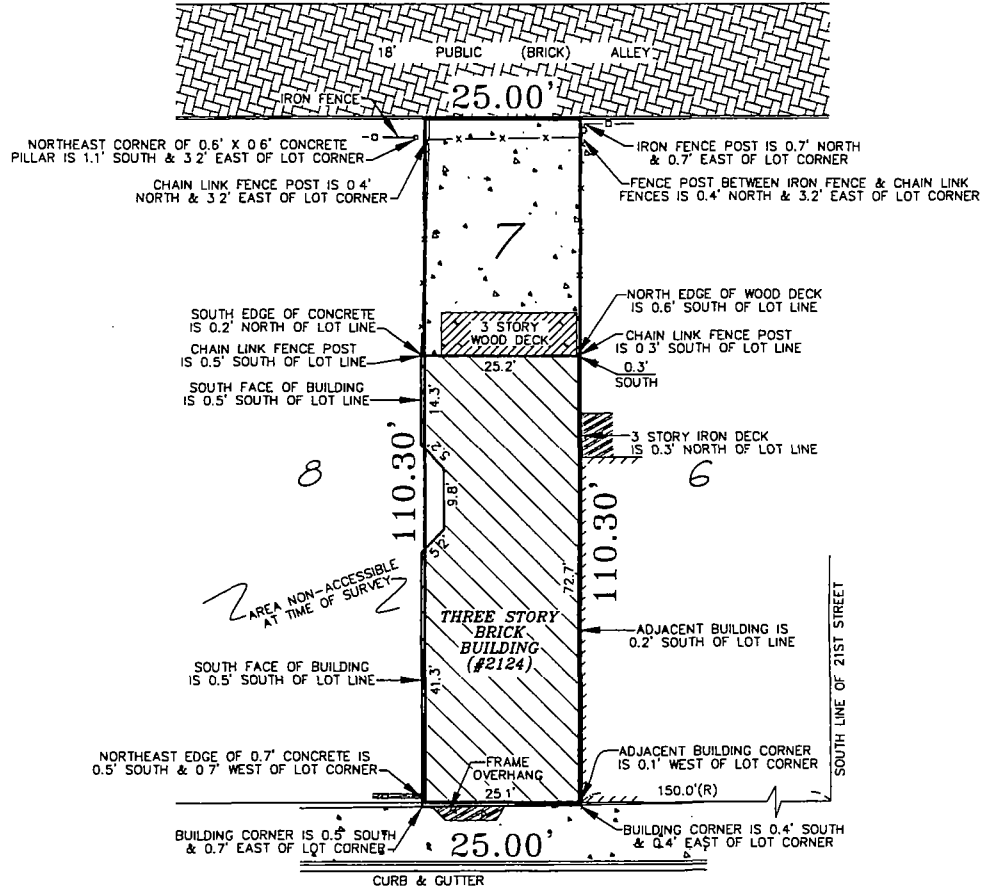 18' PUBLIC (BRICK) ALLEY
25.00'
IRON FENCE
NORTHEAST CORNER OF 0.6' X 0 6' CONCRETE
PILLAR IS 1.1' SOUTH & 3 2' EAST OF LOT CORNER
CHAIN LINK FENCE POST IS 0 4'
NORTH & 3 2' EAST OF LOT CORNER
IRON FENCE POST IS 0.7' NORTH
& 0.7' EAST OF LOT CORNER
FENCE POST BETWEEN IRON FENCE & CHAIN LINK
FENCES IS 0.4' NORTH & 3.2' EAST OF LOT CORNER
7
SOUTH EDGE OF CONCRETE
IS 0.2' NORTH OF LOT LINE
CHAIN LINK FENCE POST
IS 0.5' SOUTH OF LOT LINE
SOUTH FACE OF BUILDING
IS 0.5' SOUTH OF LOT LINE
3 STORY
WOOD DECK
25.2'
NORTH EDGE OF WOOD DECK
IS 0.6' SOUTH OF LOT LINE
CHAIN LINK FENCE POST
IS 0 3' SOUTH OF LOT LINE
0.3'
SOUTH
14.3'
5.2'
9.8'
5.2'
110.30'
8
3 STORY IRON DECK
IS 0.3' NORTH OF LOT LINE
6
110.30'
72.7'
AREA NON-ACCESSIBLE
AT TIME OF SURVEY
THREE STORY
BRICK
BUILDING
(#2124)
ADJACENT BUILDING IS
0.2' SOUTH OF LOT LINE
SOUTH LINE OF 21ST STREET
SOUTH FACE OF BUILDING
IS 0.5' SOUTH OF LOT LINE
41.3'
NORTHEAST EDGE OF 0.7' CONCRETE IS
0.5' SOUTH & 0 7' WEST OF LOT CORNER
FRAME
OVERHANG
25 1'
ADJACENT BUILDING CORNER
IS 0.1' WEST OF LOT CORNER
150.0'(R)
BUILDING CORNER IS 0 5' SOUTH
& 0.7' EAST OF LOT CORNER
25.00'
BUILDING CORNER IS 0.4' SOUTH
& 0.4' EAST OF LOT CORNER
CURB & GUTTER